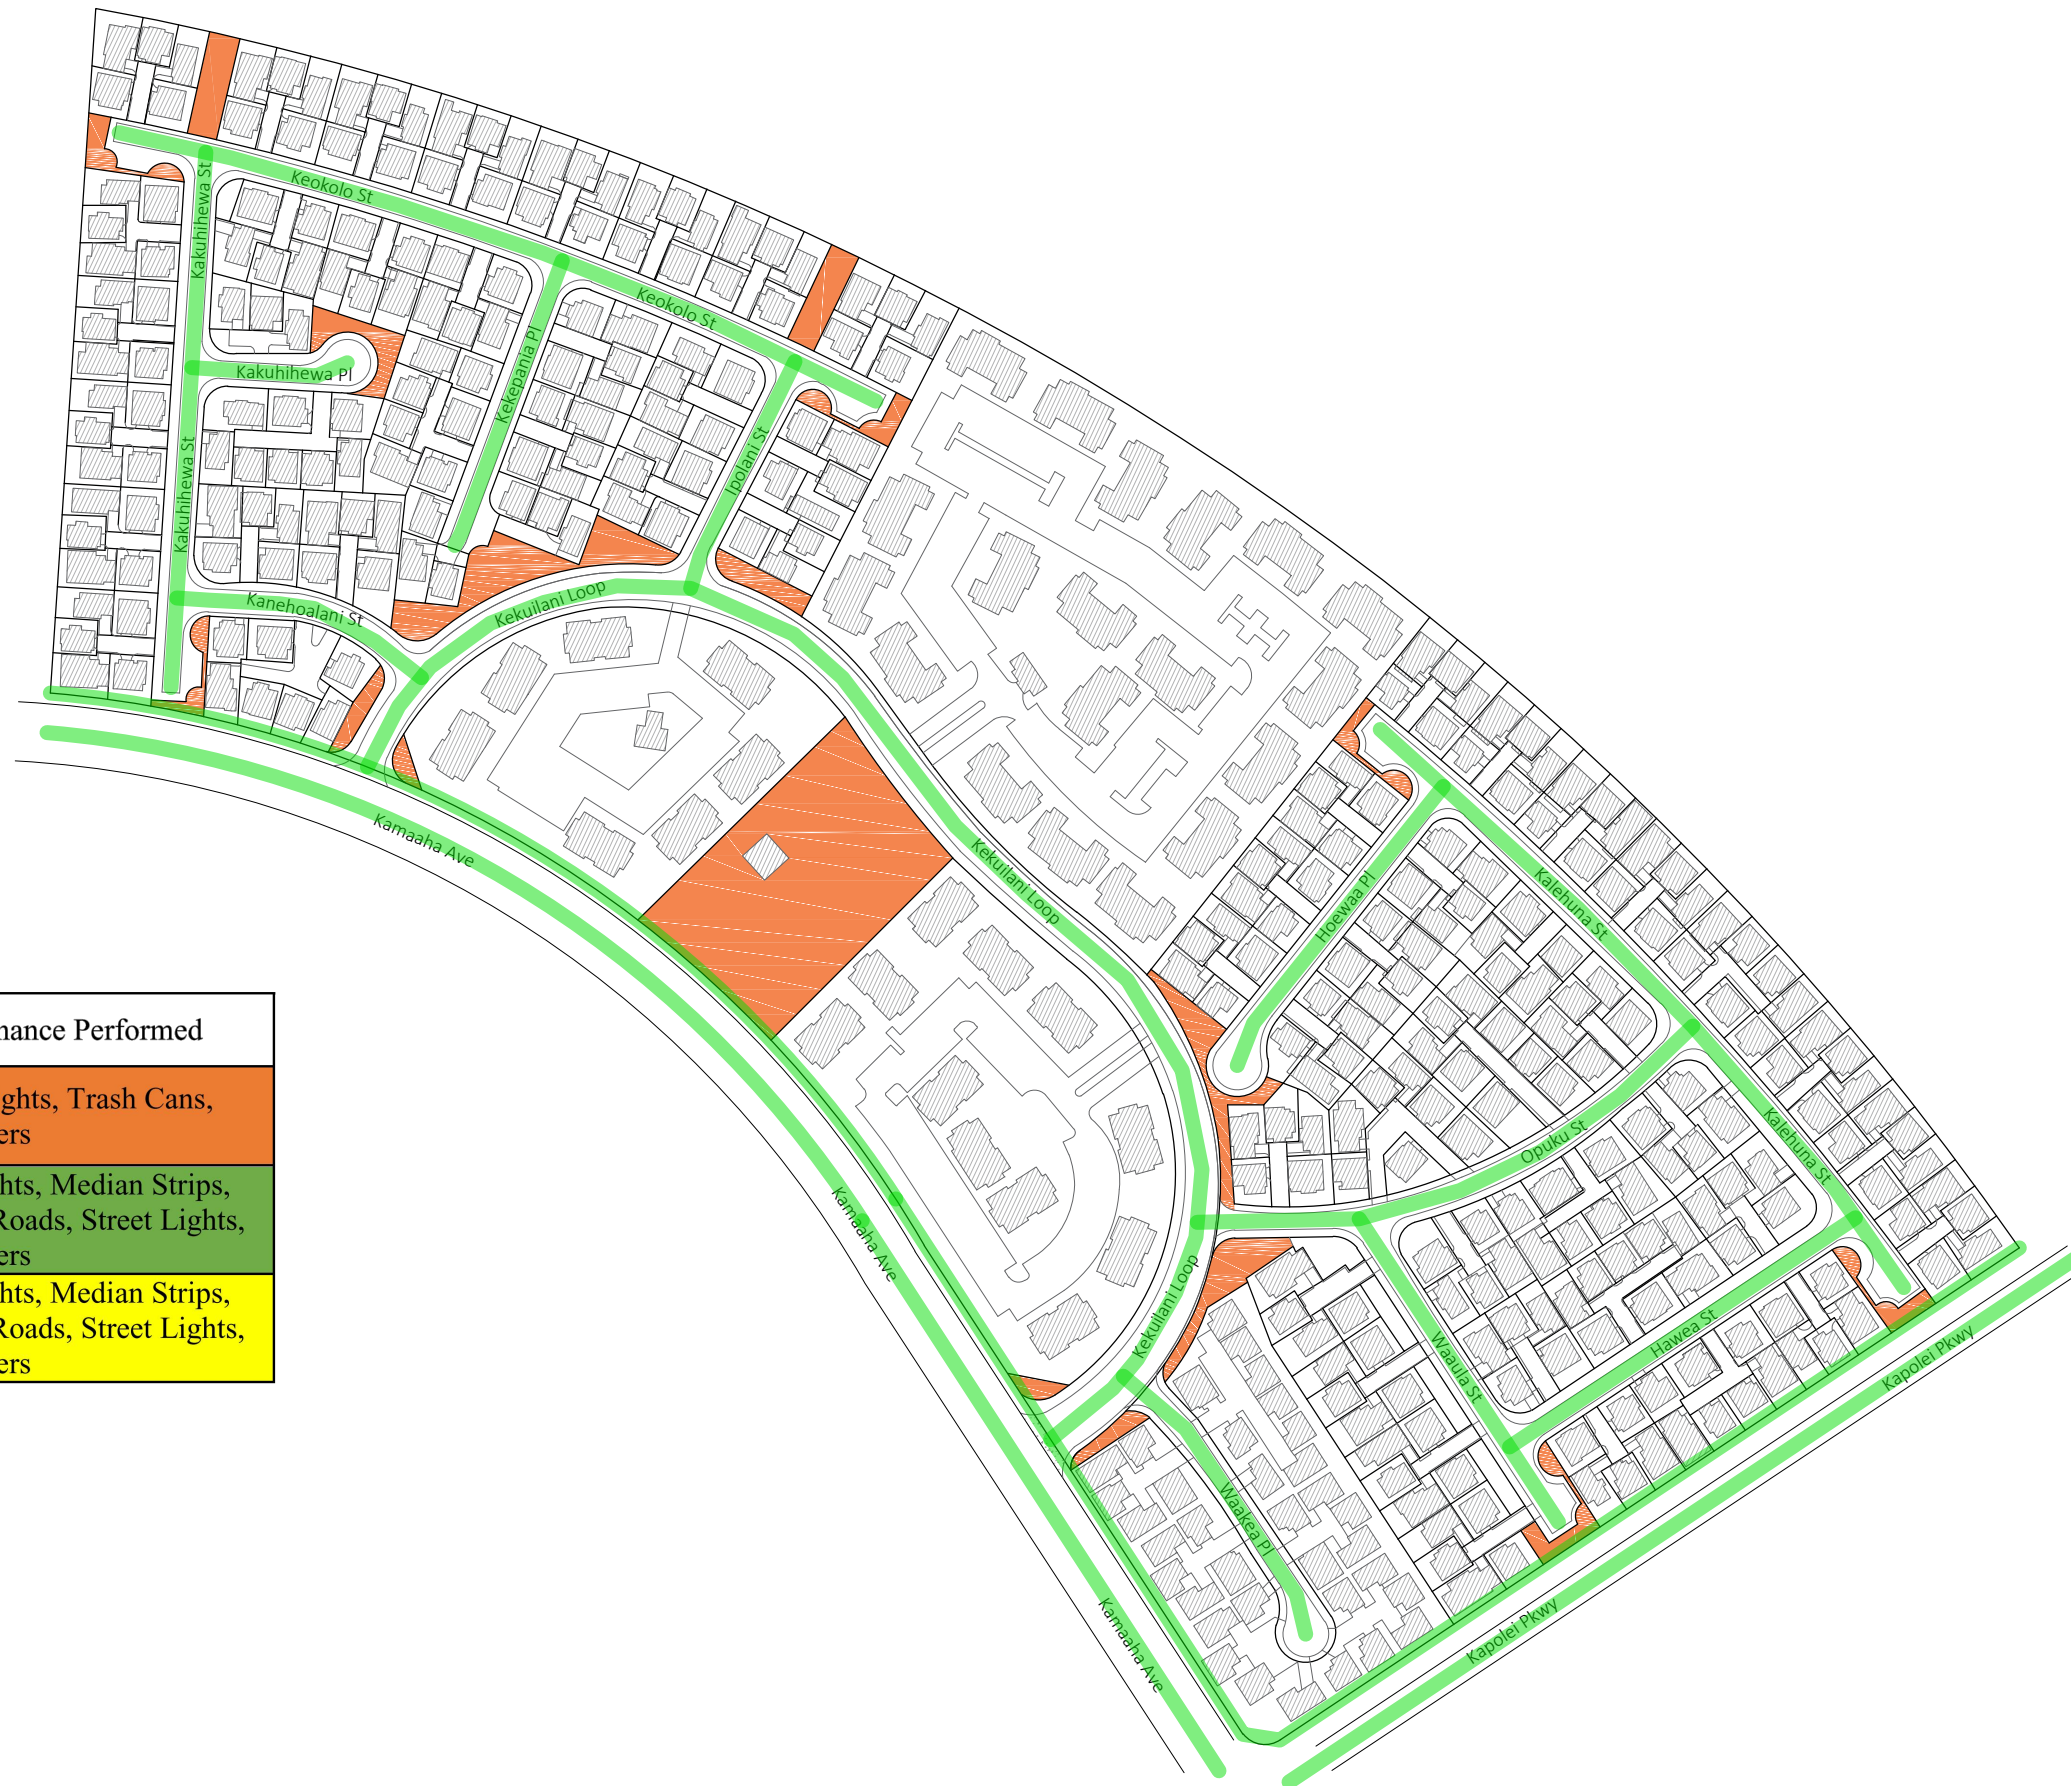 Keokolo St
Kakuhihewa St
Keokolo St
Kakuhihewa Pl
Kekepania Pl
Ipolani St
Kakuhihewa St
Kanehoalani St
Kekuilani Loop
Kamaaha Ave
Kekuilani Loop
Hoewaa Pl
Kalehuna St
nance Performed
ghts, Trash Cans,
ers
hts, Median Strips,
Roads, Street Lights,
ers
hts, Median Strips,
Roads, Street Lights,
ers
Opuku St
Kalehuna St
Kamaaha Ave
Kekuilani Loop
Waaula St
Hawea St
Kapolei Pkwy
Waakea Pl
Kamaaha Ave
Kapolei Pkwy